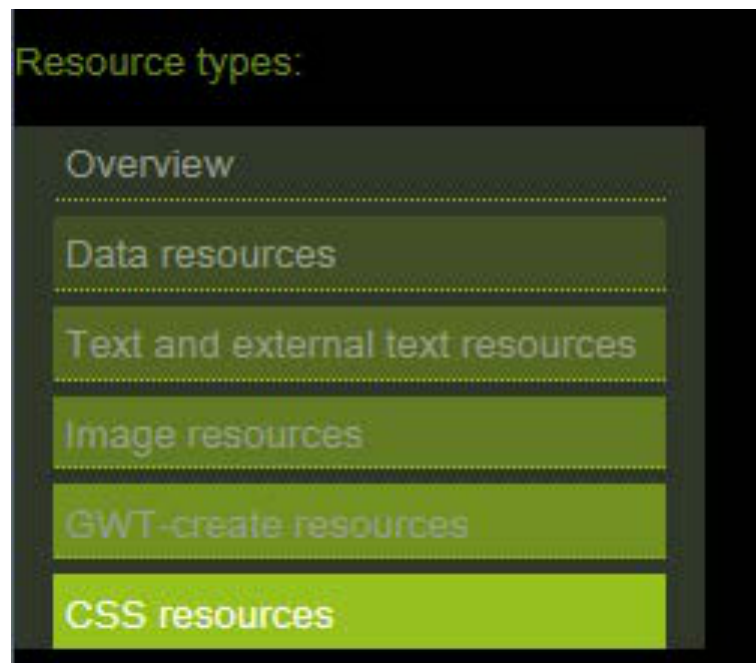 Resource types:
Overview
Data resources
Text and external text resources
Image resources
GWT-create resources
CSS resources